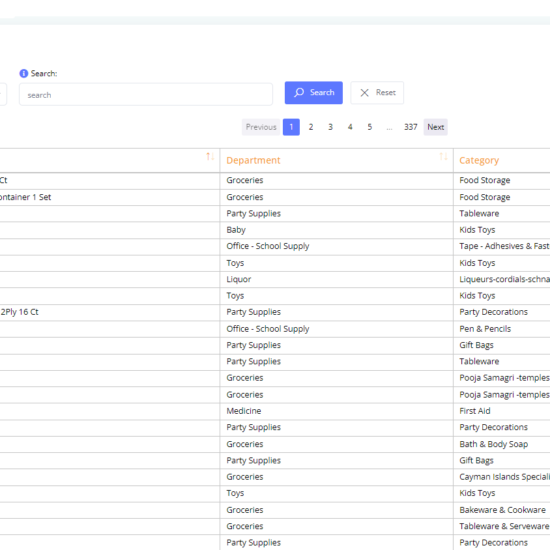 Search:
search
Search
Reset
Previous 1 2 3 4 5 ... 337 Next
Department Category
Ct Groceries Food Storage
ontainer 1 Set Groceries Food Storage
Party Supplies Tableware
Baby Kids Toys
Office - School Supply Tape - Adhesives & Fast
Toys Kids Toys
Liquor Liqueurs-cordials-schna
Toys Kids Toys
2Ply 16 Ct Party Supplies Party Decorations
Office - School Supply Pen & Pencils
Party Supplies Gift Bags
Party Supplies Tableware
Groceries Pooja Samagri -temples
Groceries Pooja Samagri -temples
Medicine First Aid
Party Supplies Party Decorations
Groceries Bath & Body Soap
Party Supplies Gift Bags
Groceries Cayman Islands Speciali
Toys Kids Toys
Groceries Bakeware & Cookware
Groceries Tableware & Serveware
Party Supplies Party Decorations